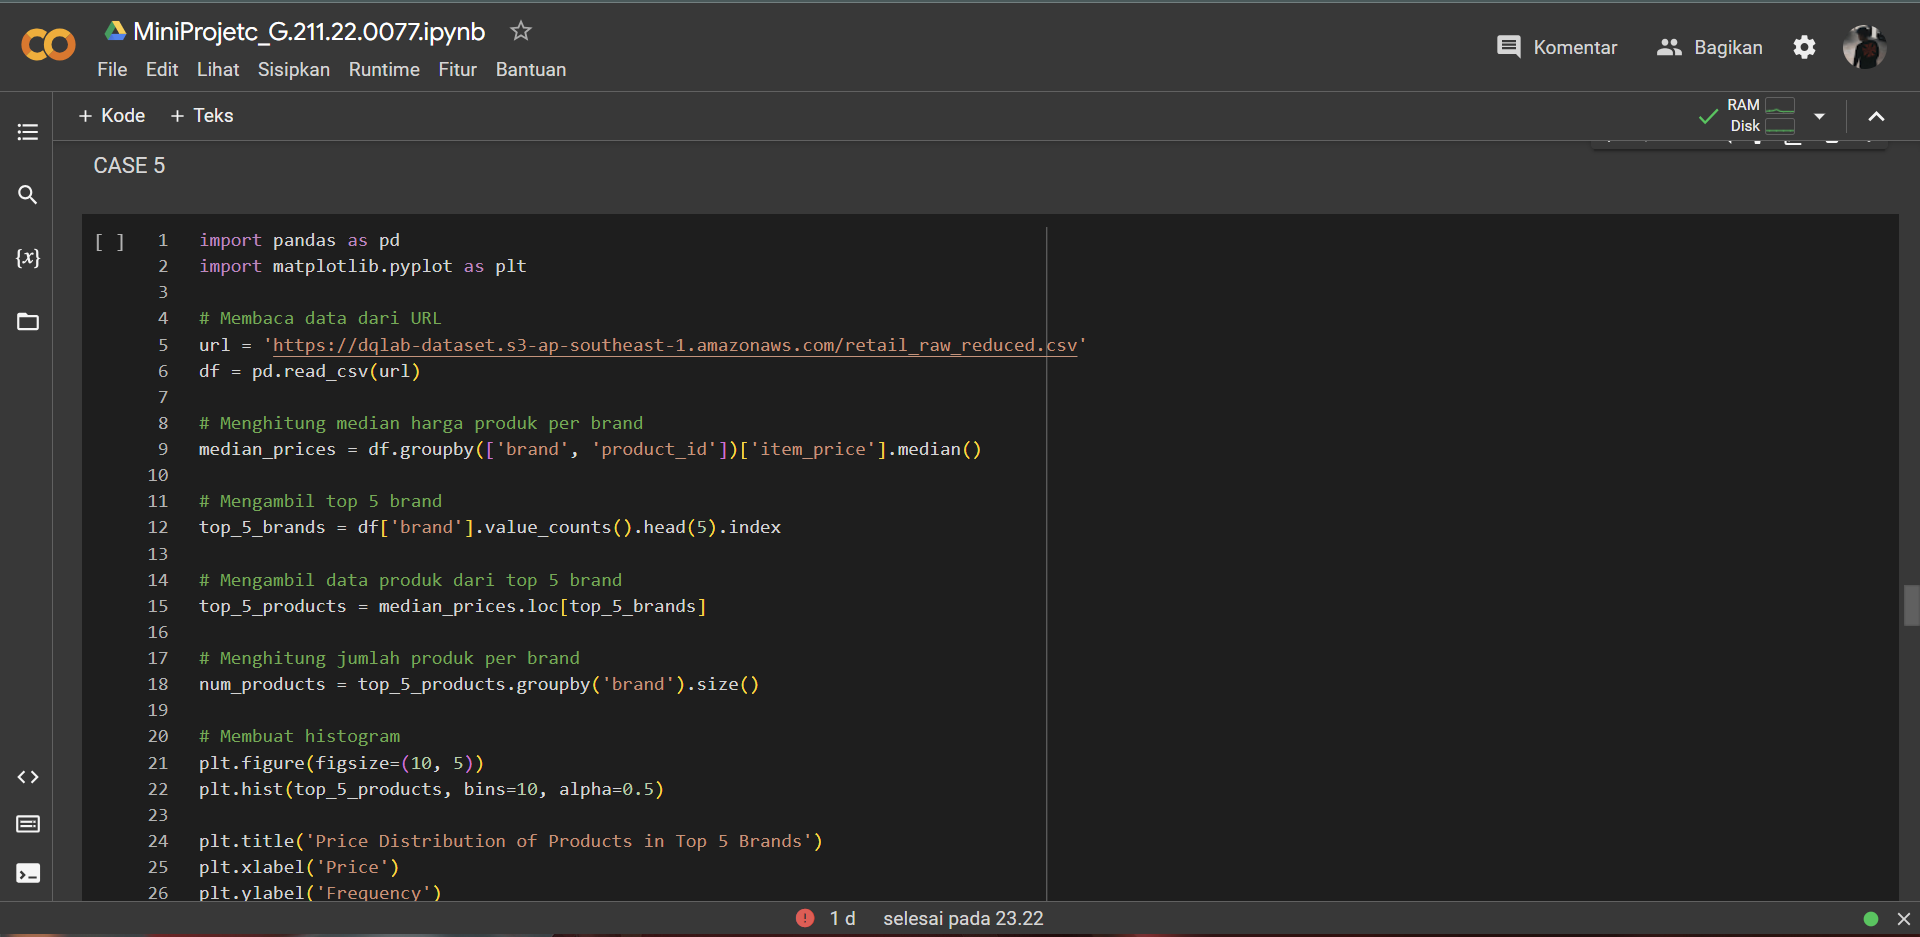 MiniProjetc_G.211.22.0077.ipynb
File Edit Lihat Sisipkan Runtime Fitur Bantuan
Komentar Bagikan
+ Kode + Teks
RAM
Disk
CASE 5
[ ]
1 import pandas as pd
2 import matplotlib.pyplot as plt
3
4 # Membaca data dari URL
5 url = 'https://dqlab-dataset.s3-ap-southeast-1.amazonaws.com/retail_raw_reduced.csv'
6 df = pd.read_csv(url)
7
8 # Menghitung median harga produk per brand
9 median_prices = df.groupby(['brand', 'product_id'])['item_price'].median()
10
11 # Mengambil top 5 brand
12 top_5_brands = df['brand'].value_counts().head(5).index
13
14 # Mengambil data produk dari top 5 brand
15 top_5_products = median_prices.loc[top_5_brands]
16
17 # Menghitung jumlah produk per brand
18 num_products = top_5_products.groupby('brand').size()
19
20 # Membuat histogram
21 plt.figure(figsize=(10, 5))
22 plt.hist(top_5_products, bins=10, alpha=0.5)
23
24 plt.title('Price Distribution of Products in Top 5 Brands')
25 plt.xlabel('Price')
26 plt.ylabel('Frequency')
1 d selesai pada 23.22